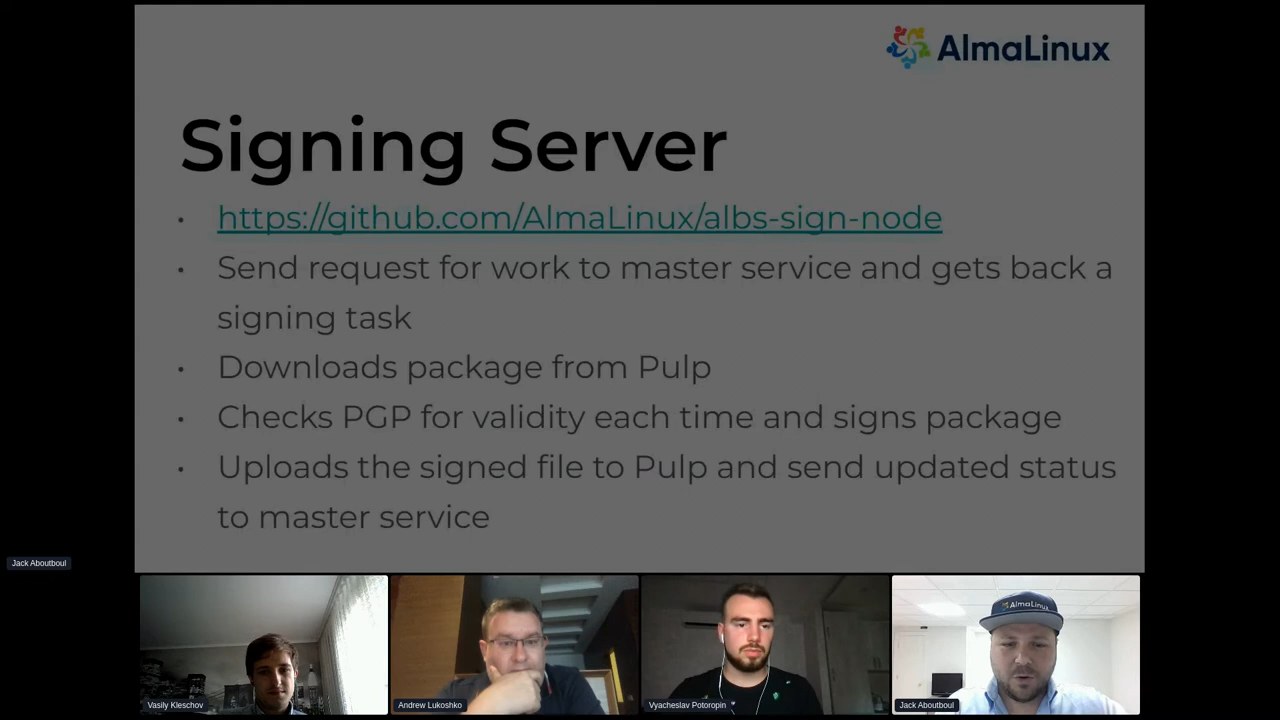 AlmaLinux
Signing Server
• https://github.com/AlmaLinux/albs-sign-node
• Send request for work to master service and gets back a
signing task
• Downloads package from Pulp
• Checks PGP for validity each time and signs package
• Uploads the signed file to Pulp and send updated status
to master service
Jack Aboutboul
AlmaLinux
Vasily Kleschov
Andrew Lukoshko
Vyacheslav Potoropin
Jack Aboutboul